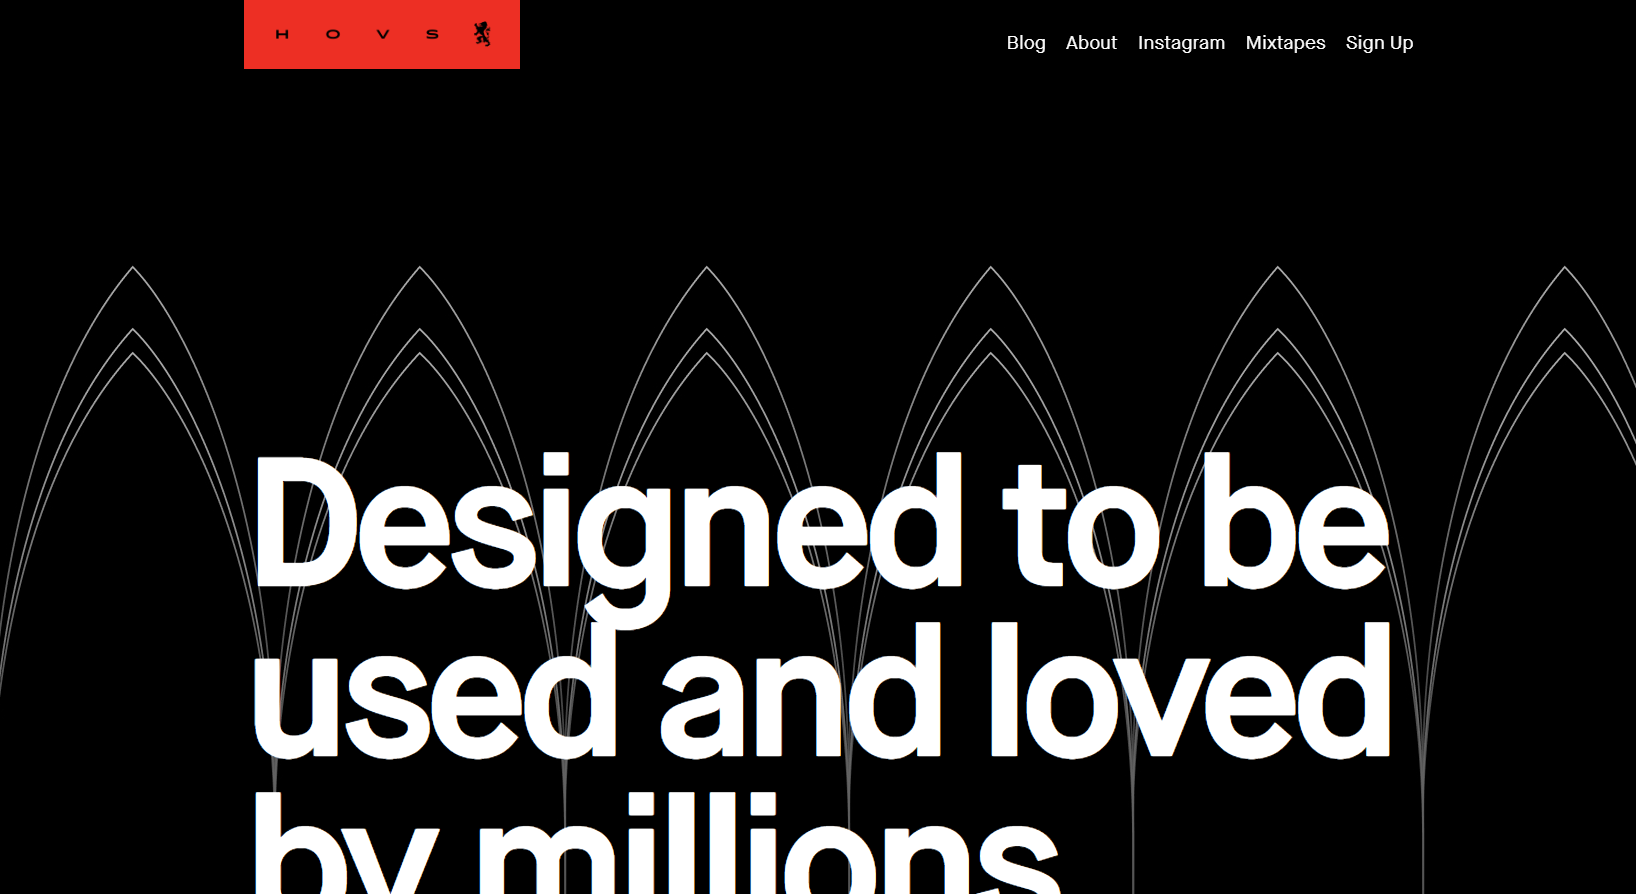 H O V S
Blog About Instagram Mixtapes Sign Up
Designed to be
used and loved
by millions